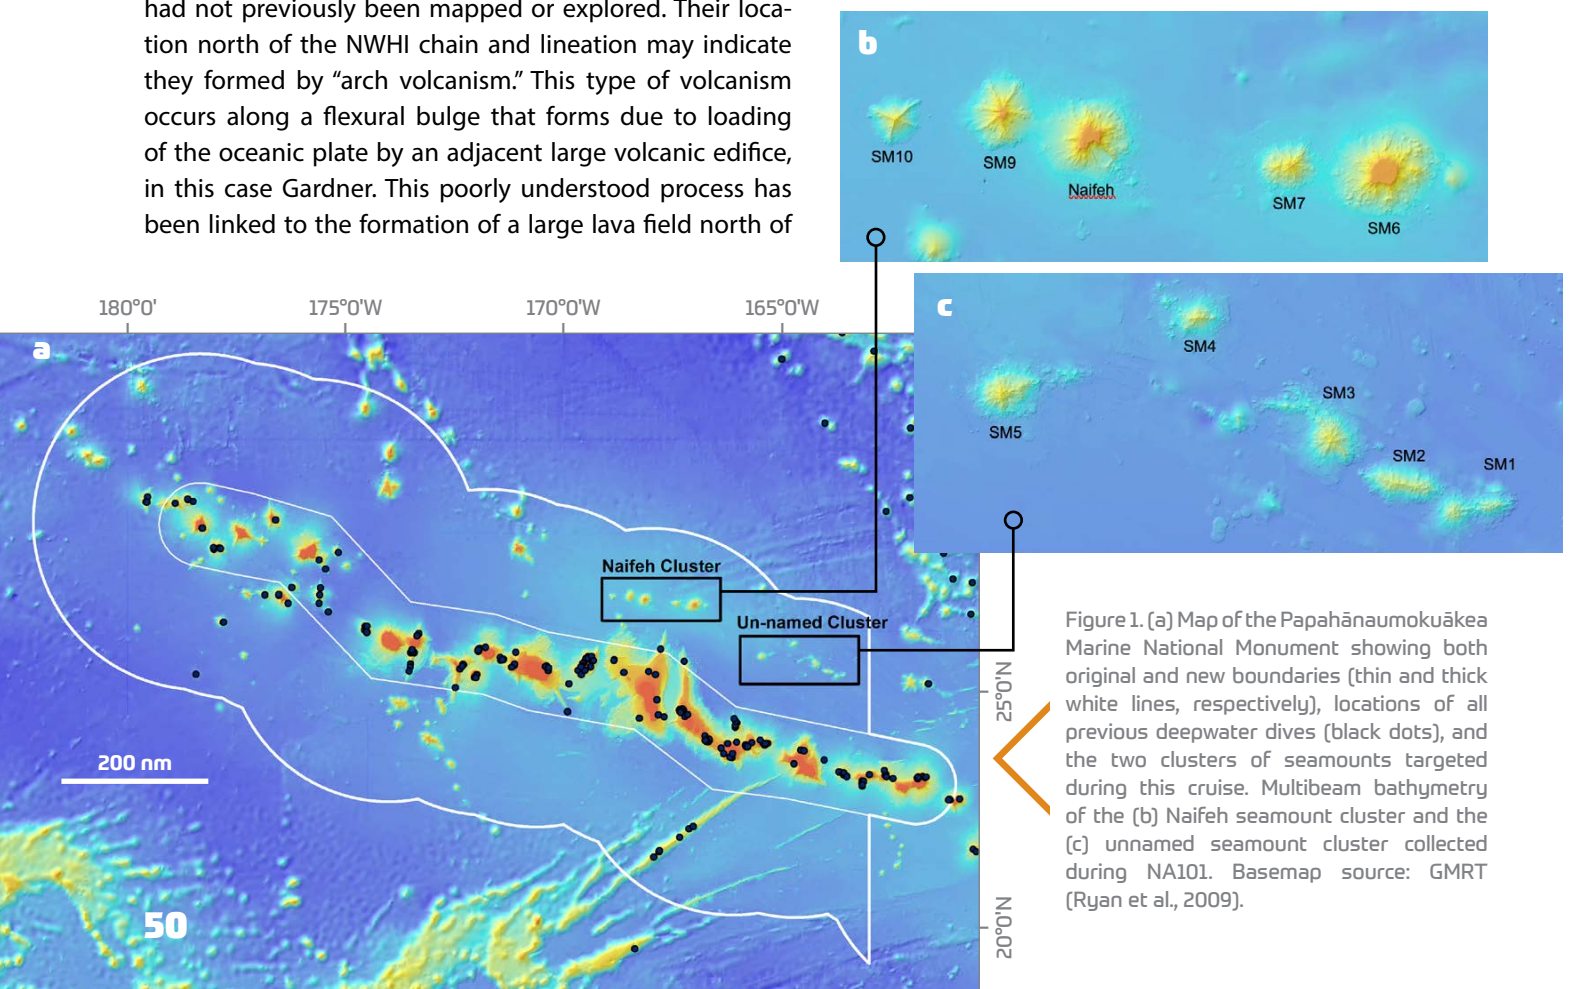 had not previously been mapped or explored. Their loca-
tion north of the NWHI chain and lineation may indicate
they formed by “arch volcanism.” This type of volcanism
occurs along a flexural bulge that forms due to loading
of the oceanic plate by an adjacent large volcanic edifice,
in this case Gardner. This poorly understood process has
been linked to the formation of a large lava field north of
b
SM10
SM9
Naifeh
SM7
SM6
c
SM4
SM5
SM3
SM2
SM1
180°0'
175°0'W
170°0'W
165°0'W
a
Naifeh Cluster
Un-named Cluster
200 nm
25°0'N
20°0'N
50
Figure 1. (a) Map of the Papahānaumokuākea
Marine National Monument showing both
original and new boundaries (thin and thick
white lines, respectively), locations of all
previous deepwater dives (black dots), and
the two clusters of seamounts targeted
during this cruise. Multibeam bathymetry
of the (b) Naifeh seamount cluster and the
(c) unnamed seamount cluster collected
during NA101. Basemap source: GMRT
(Ryan et al., 2009).